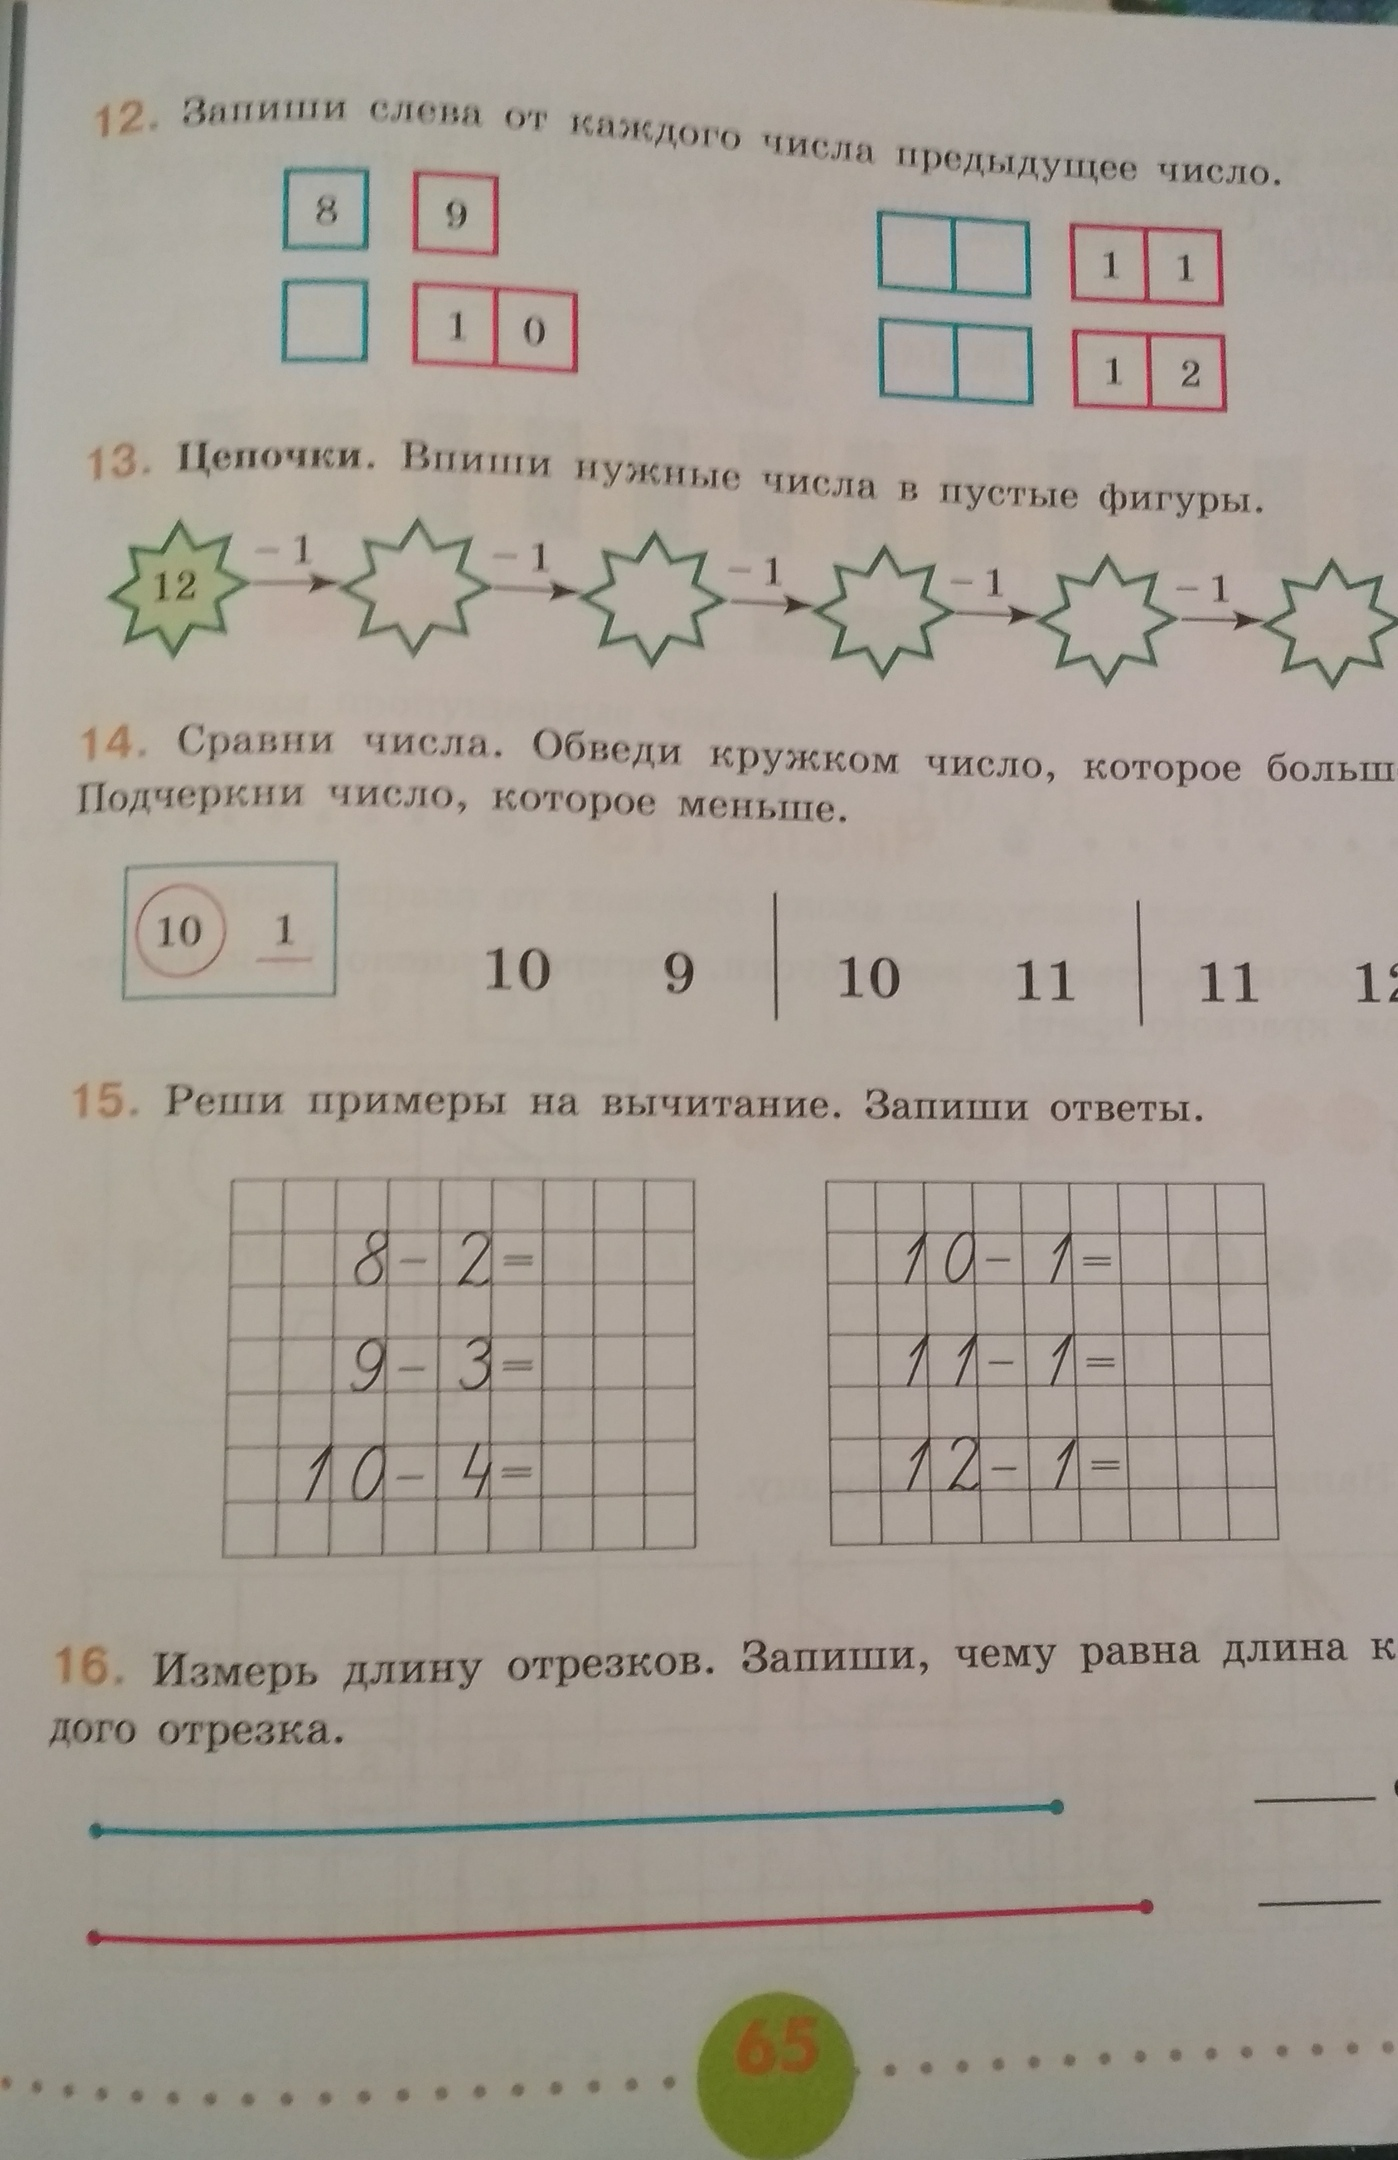 12. Запиши слева от каждого числа предыдущее число.
8 9 1 1
1 0 1 2
13. Цепочки. Впиши нужные числа в пустые фигуры.
12 – 1 – 1 – 1 – 1 – 1
14. Сравни числа. Обведи кружком число, которое больш
Подчеркни число, которое меньше.
10 1 10 9 10 11 11 12
15. Реши примеры на вычитание. Запиши ответы.
8 – 2 = 10 – 1 =
9 – 3 = 11 – 1 =
10 – 4 = 12 – 1 =
16. Измерь длину отрезков. Запиши, чему равна длина к
дого отрезка.
65